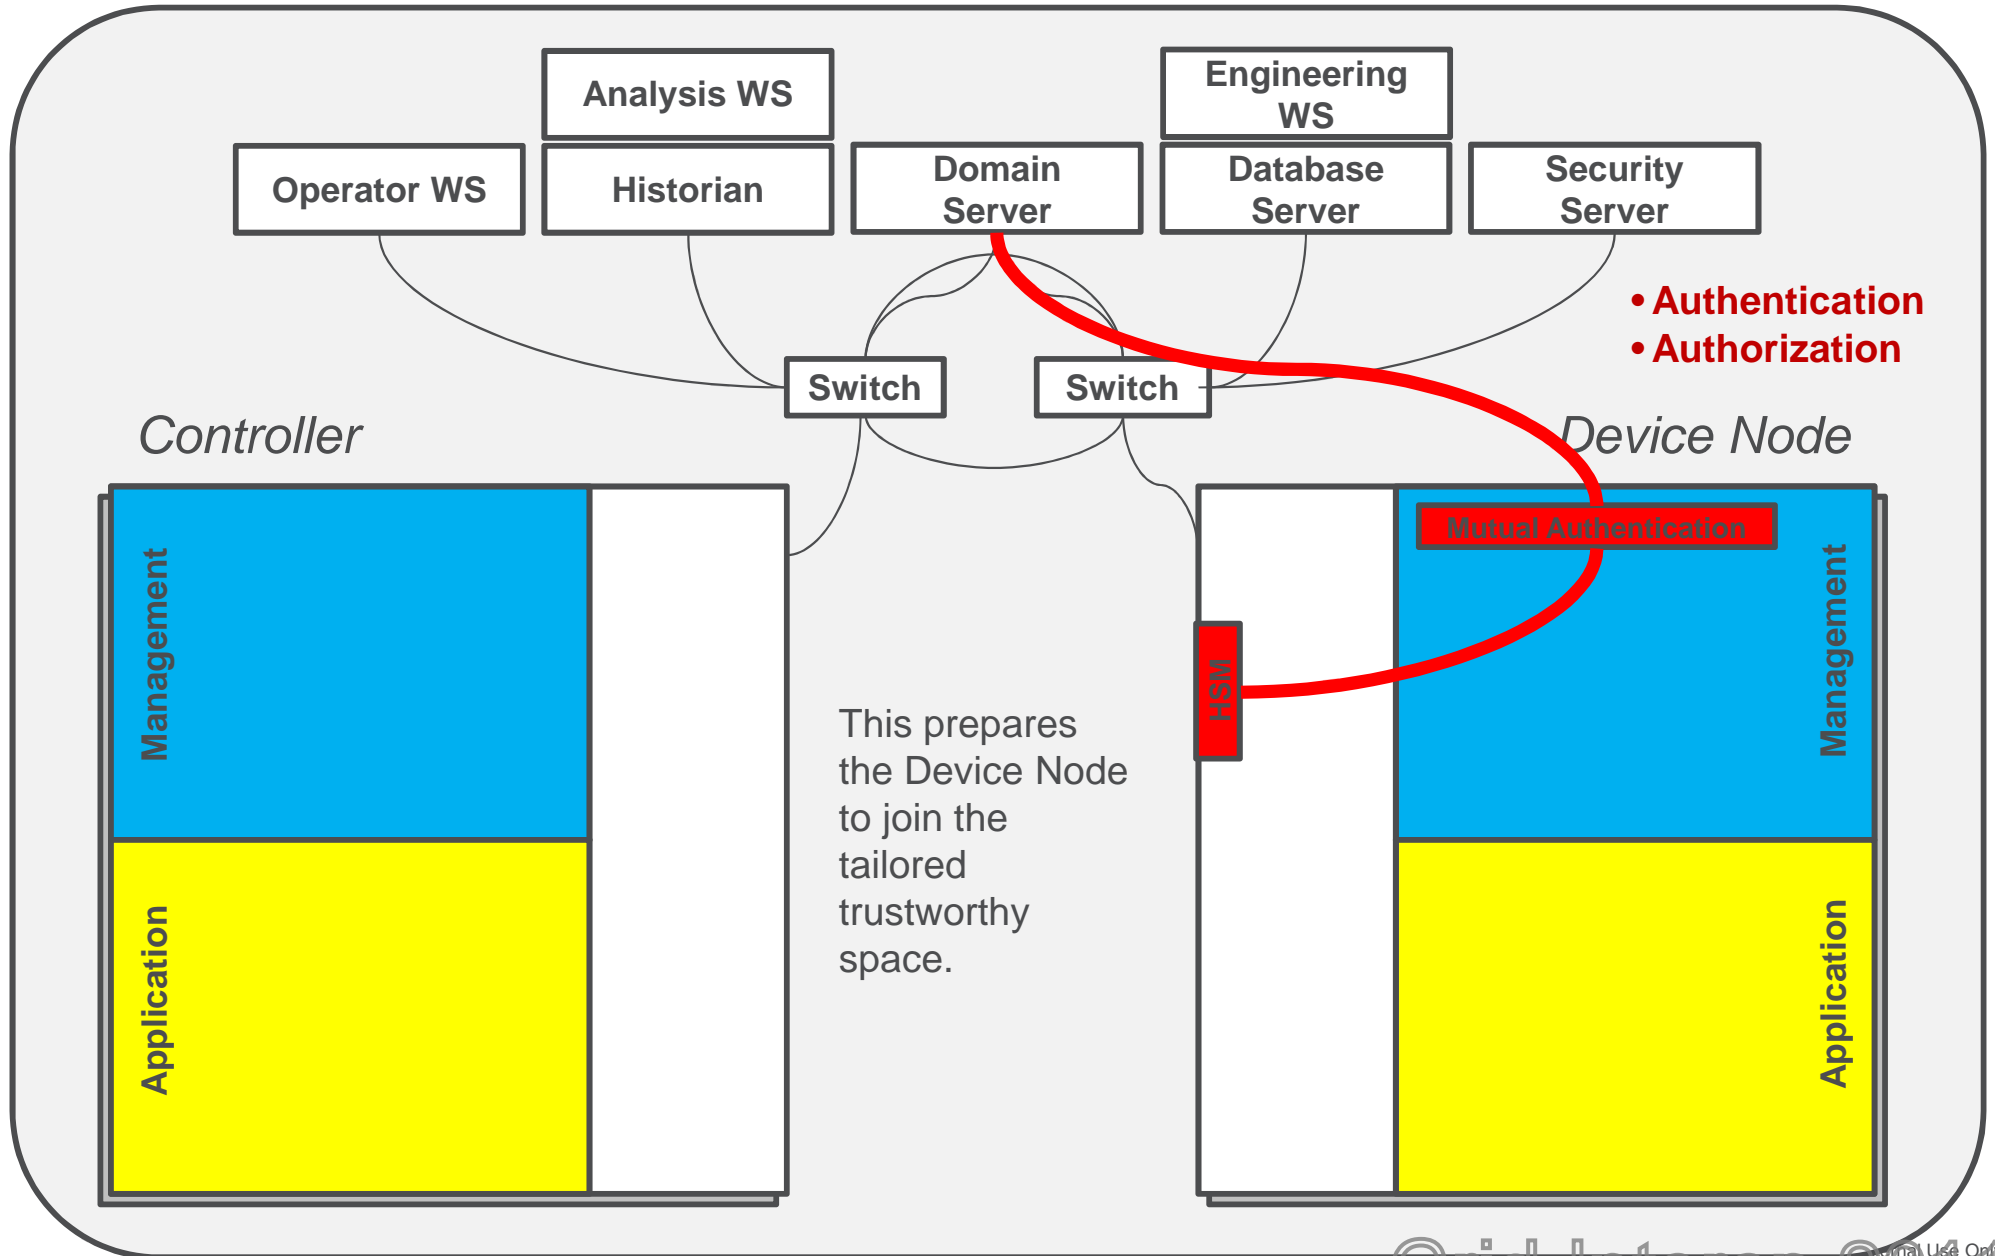 Analysis WS
Engineering
WS
Operator WS
Historian
Domain
Server
Database
Server
Security
Server
• Authentication
• Authorization
Switch
Switch
Controller
Device Node
Mutual Authentication
Management
Management
HSM
This prepares
the Device Node
to join the
tailored
trustworthy
space.
Application
Application
Use